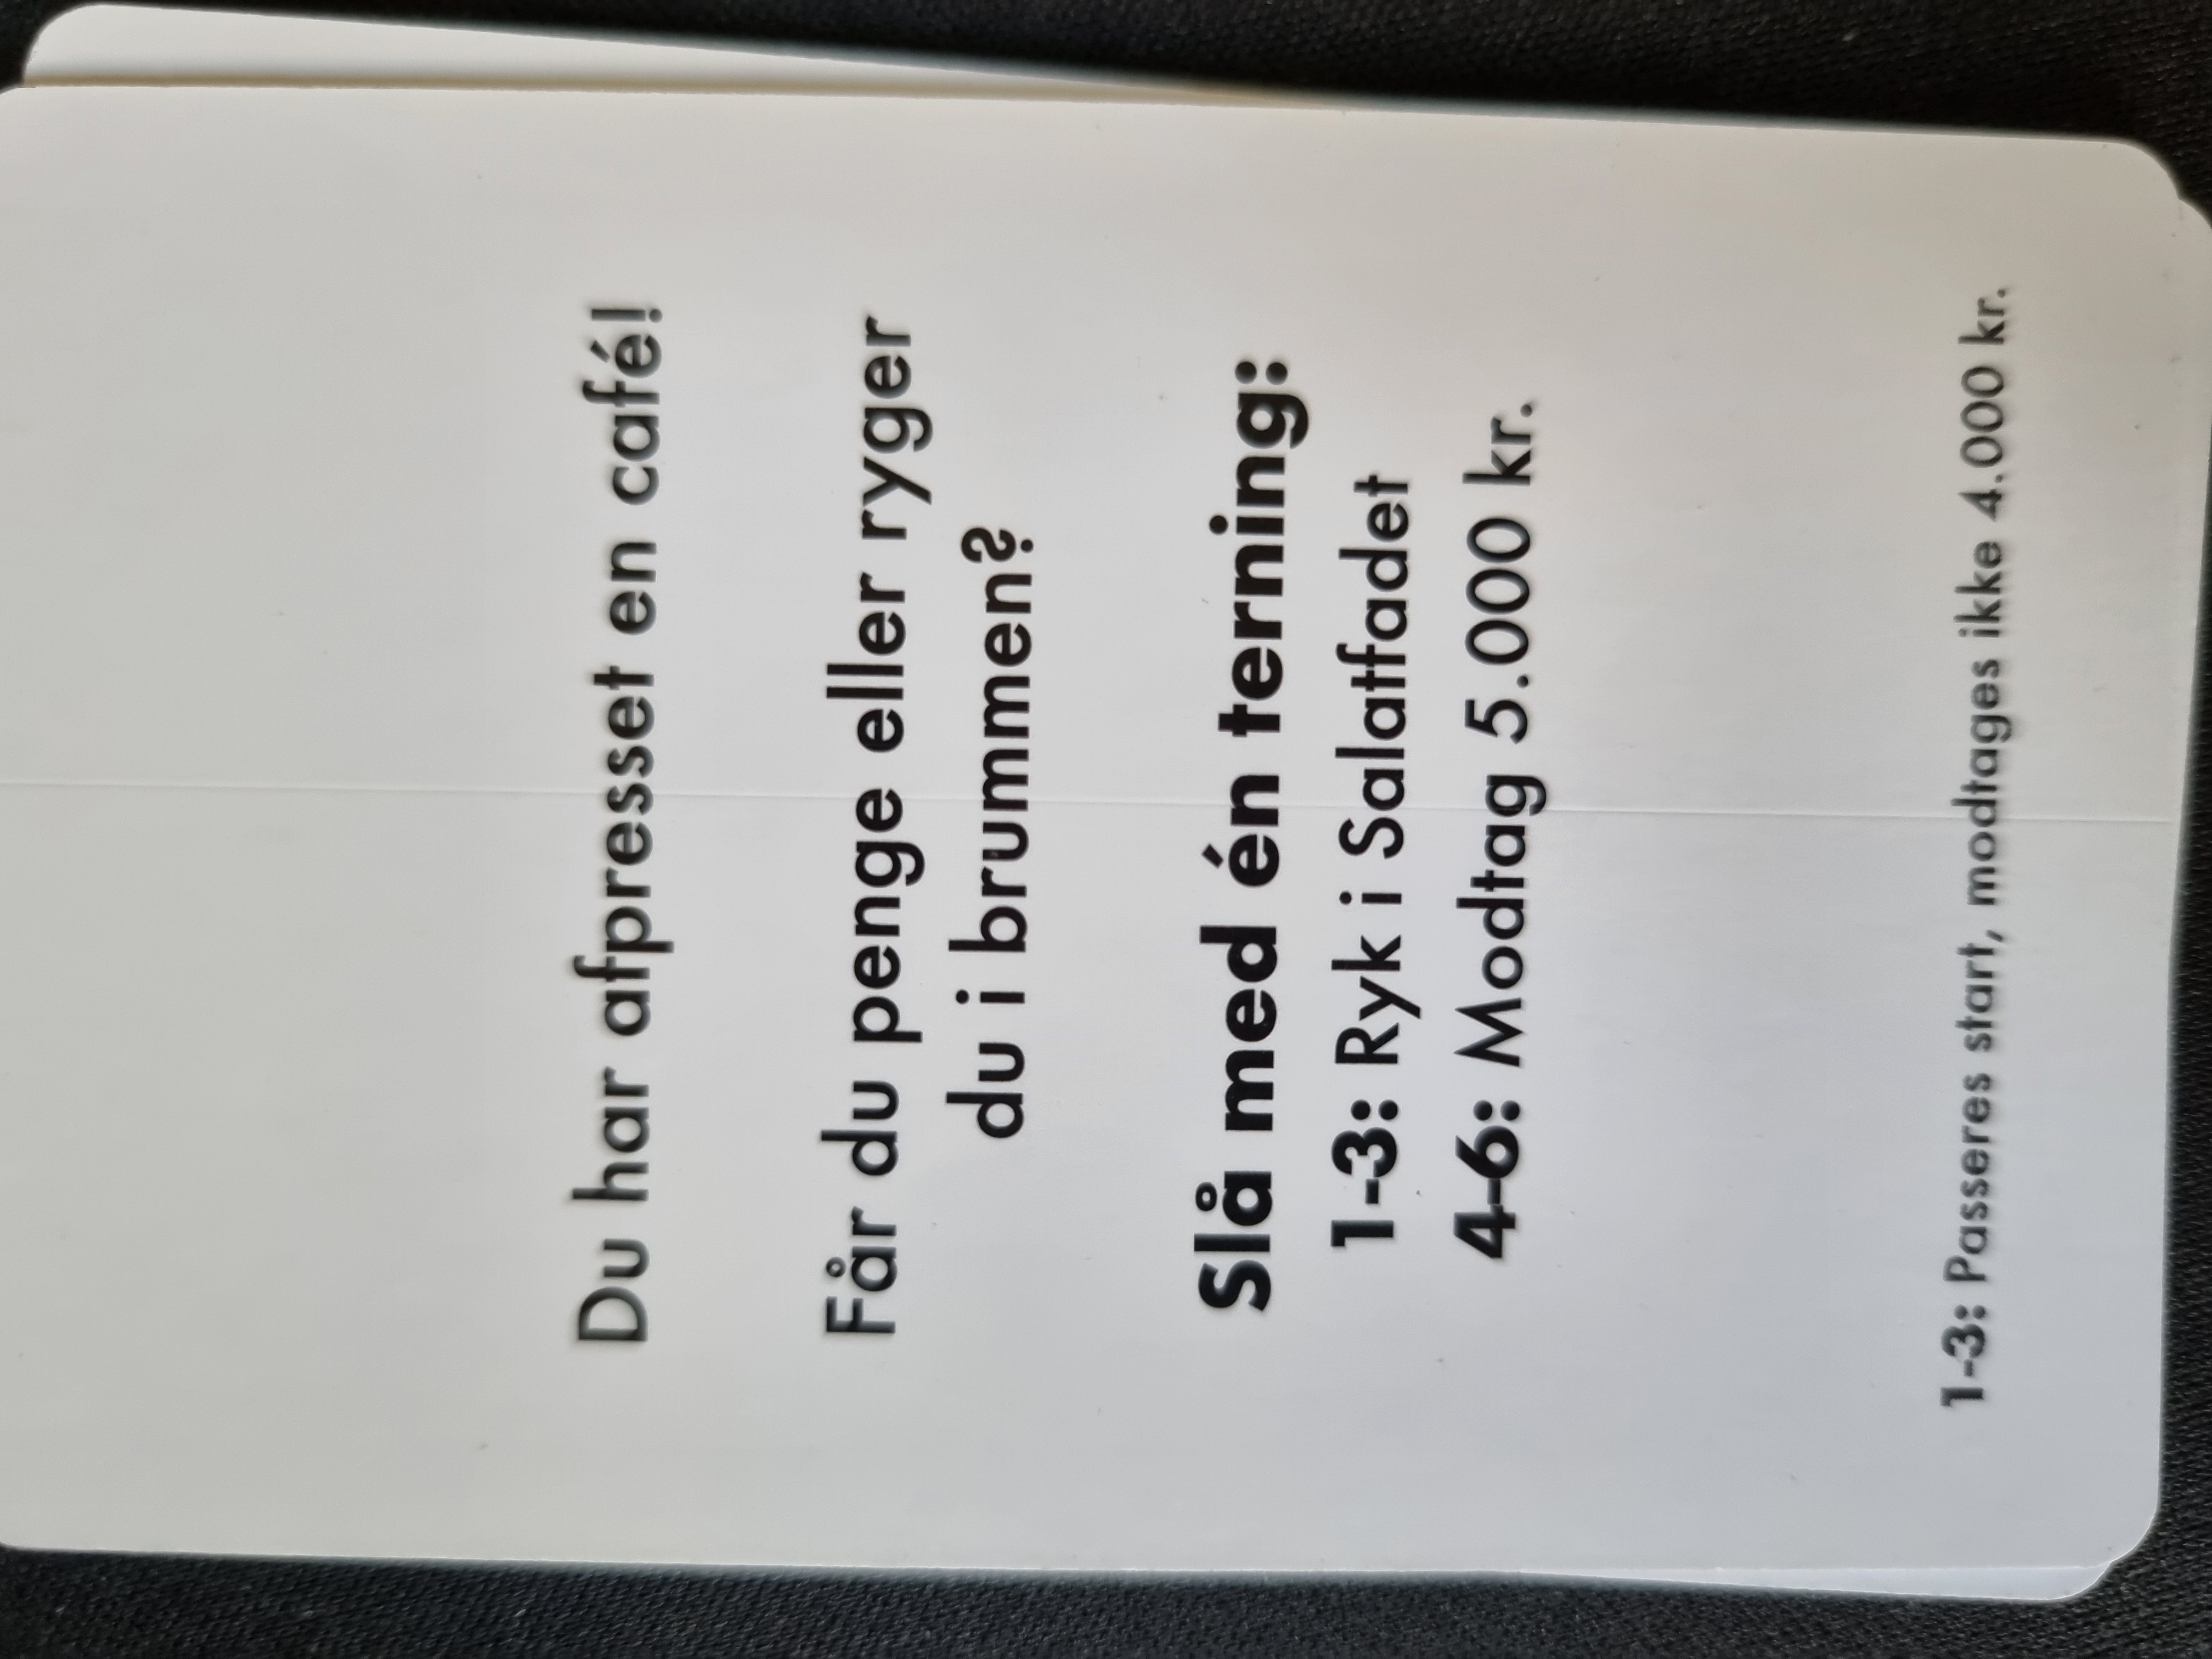 Du har afpresset en café!
Får du penge eller ryger
du i brummen?
Slå med én terning:
1-3: Ryk i Salatfadet
4-6: Modtag 5.000 kr.
1-3: Passeres start, modtages ikke 4.000 kr.